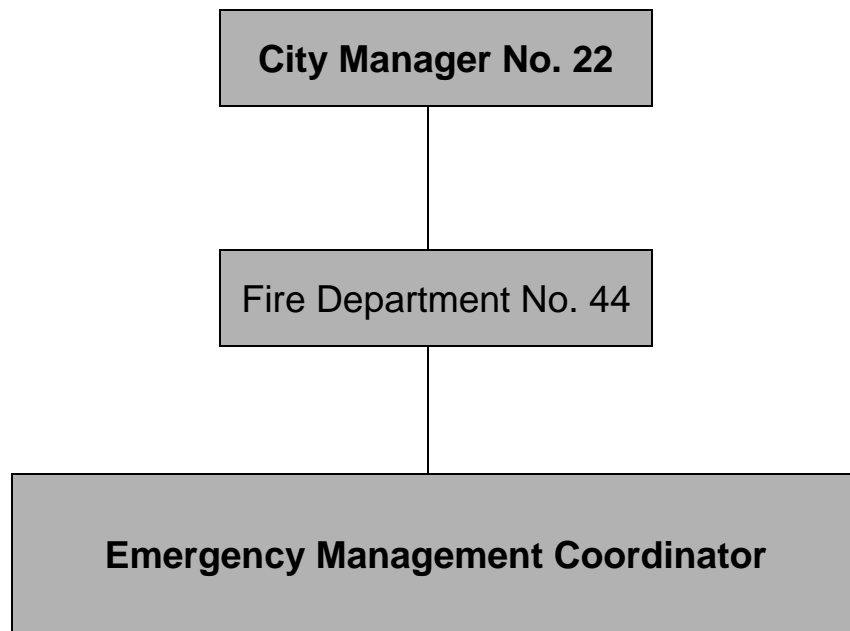 City Manager No. 22
Fire Department No. 44
Emergency Management Coordinator